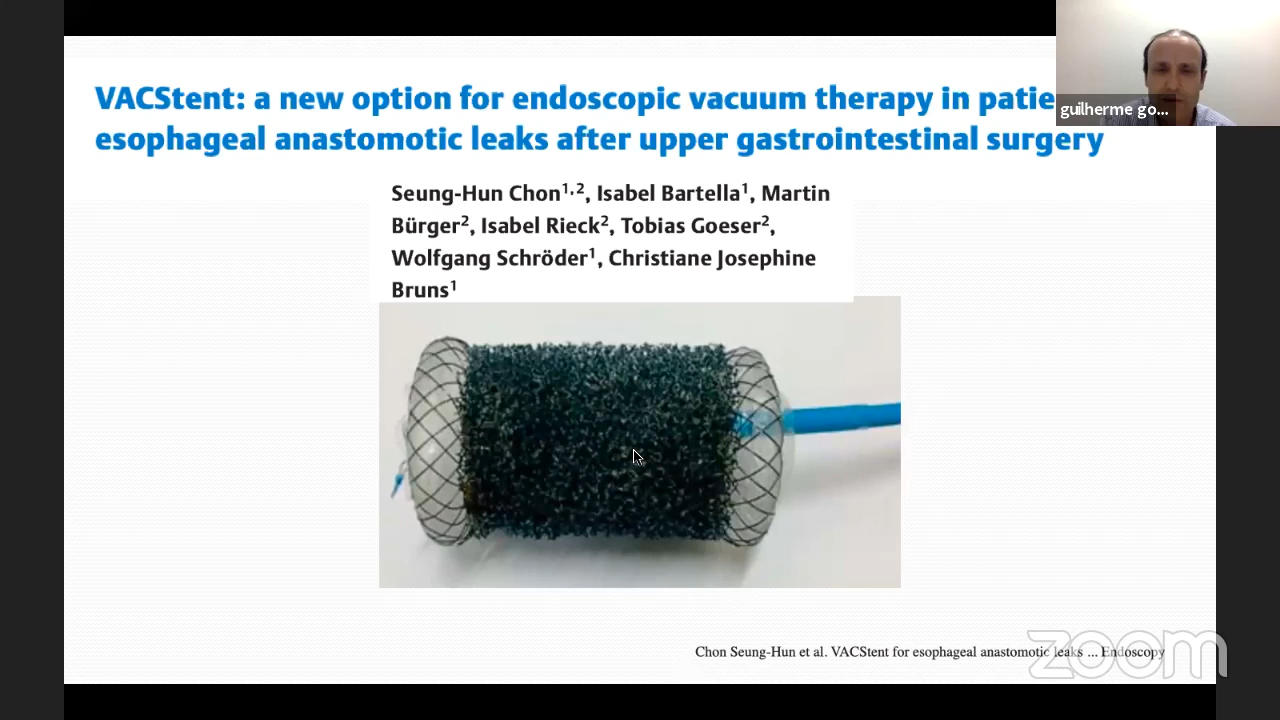 VACStent: a new option for endoscopic vacuum therapy in
esophageal anastomotic leaks after upper gastrointestinal surgery
guilherme go...
Seung-Hun Chon1,2, Isabel Bartella1, Martin
Bürger2, Isabel Rieck2, Tobias Goeser2,
Wolfgang Schröder1, Christiane Josephine
Bruns1
Chon Seung-Hun et al. VACStent for esophageal anastomotic leaks ... Endoscopy
zoom